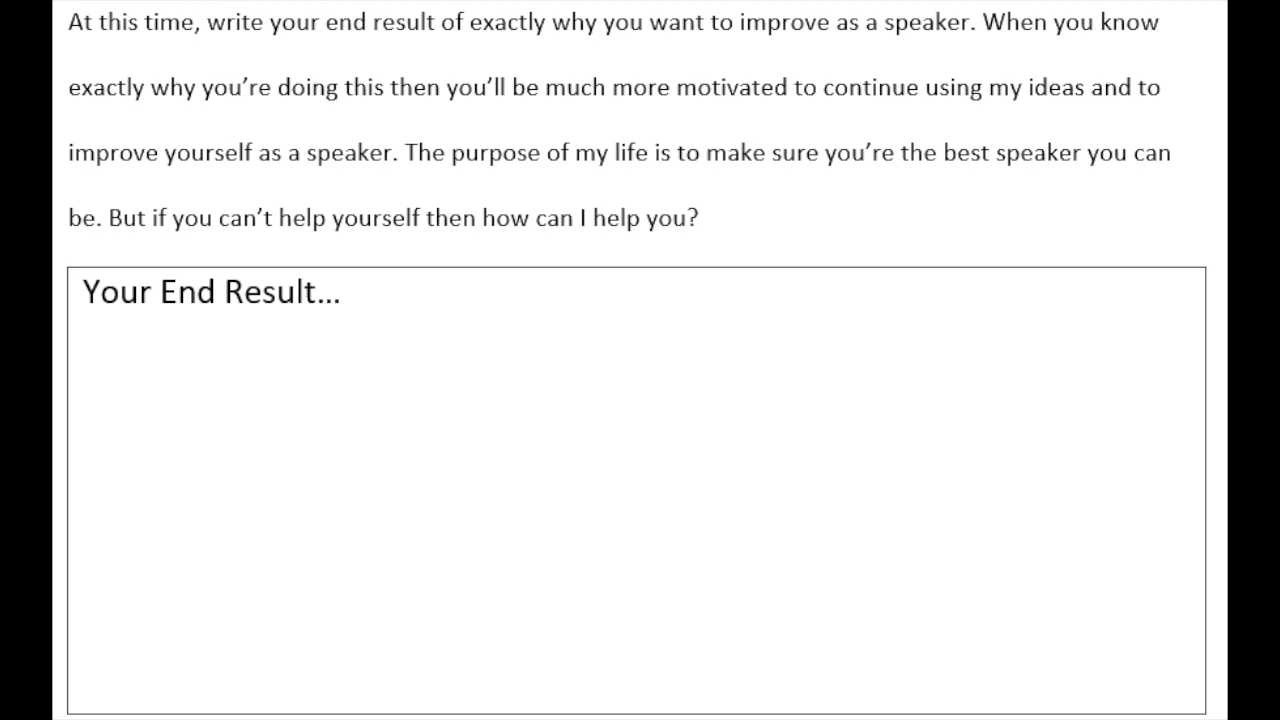 At this time, write your end result of exactly why you want to improve as a speaker. When you know
exactly why you’re doing this then you’ll be much more motivated to continue using my ideas and to
improve yourself as a speaker. The purpose of my life is to make sure you’re the best speaker you can
be. But if you can’t help yourself then how can I help you?
Your End Result...